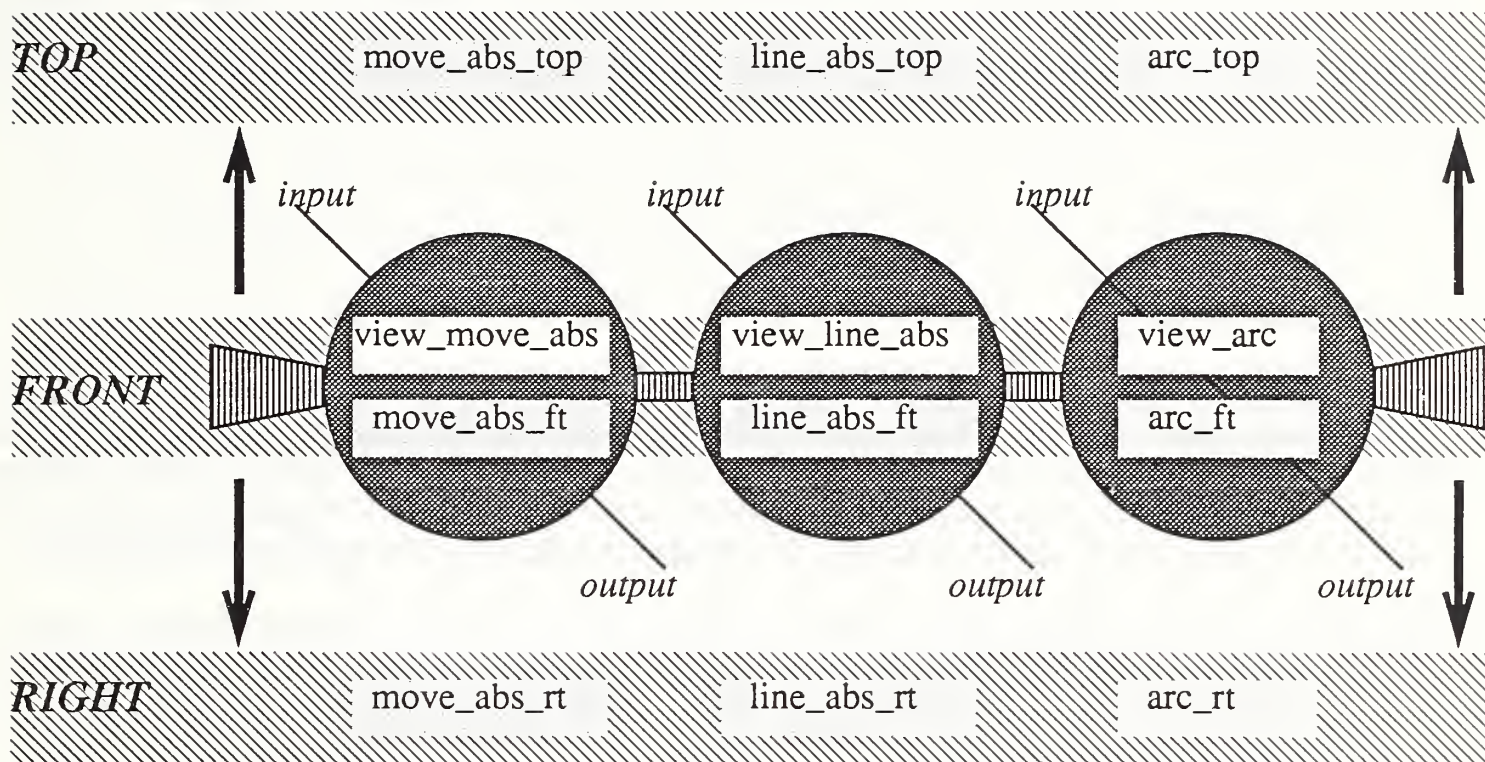 TOP move_abs_top line_abs_top arc_top
input input input
view_move_abs view_line_abs view_arc
FRONT
move_abs_ft line_abs_ft arc_ft
output output output
RIGHT move_abs_rt line_abs_rt arc_rt